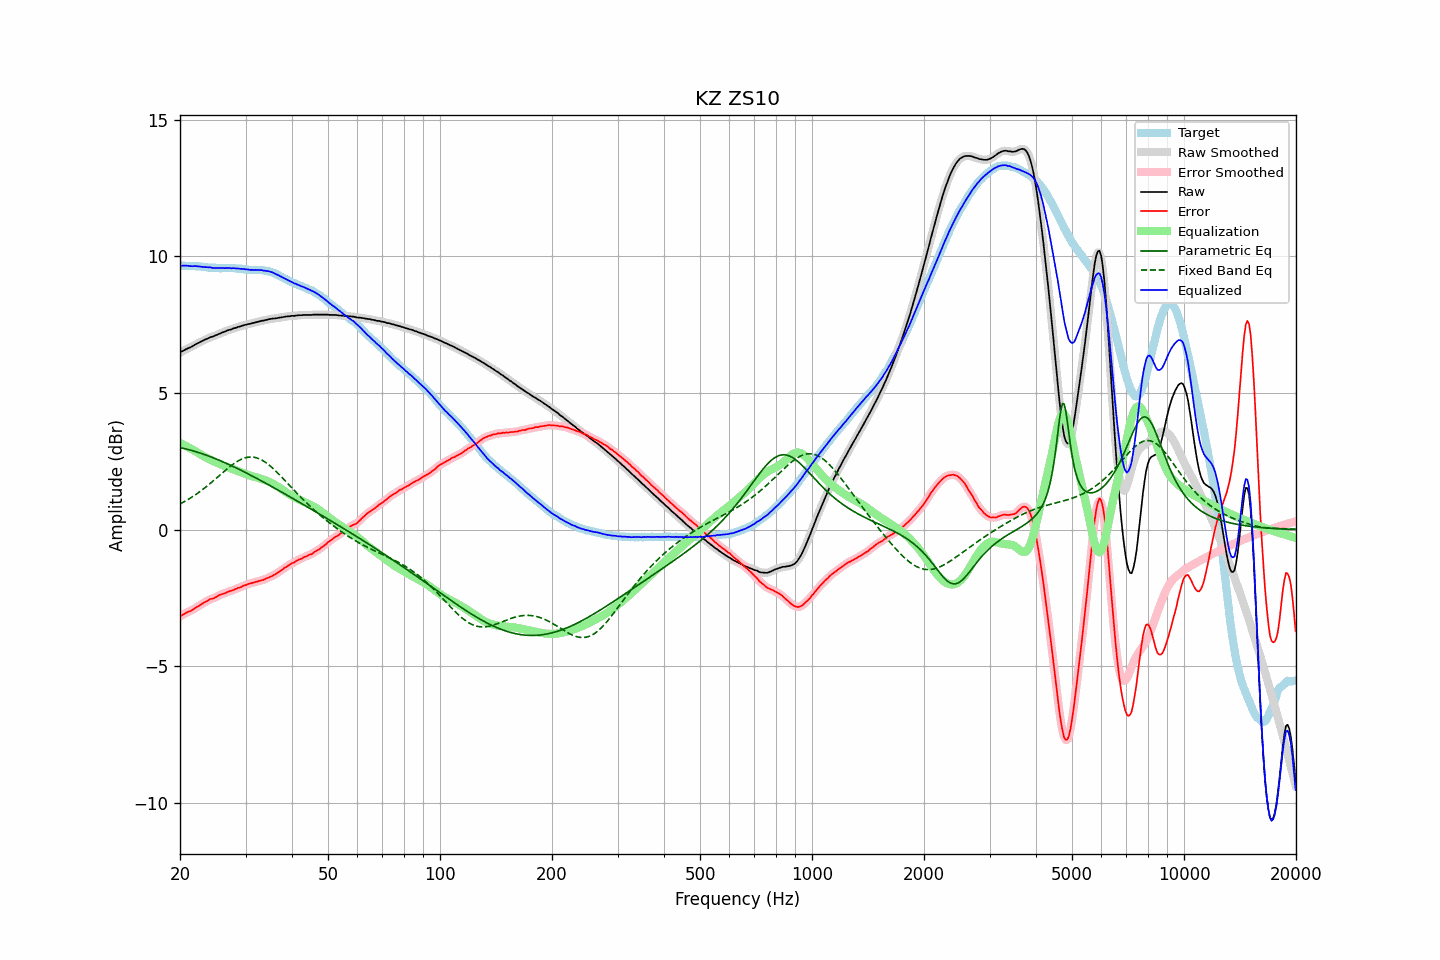 KZ ZS10
Amplitude (dBr)
15
10
5
0
−5
−10
Target
Raw Smoothed
Error Smoothed
Raw
Error
Equalization
Parametric Eq
Fixed Band Eq
Equalized
20 50 100 200 500 1000 2000 5000 10000 20000
Frequency (Hz)